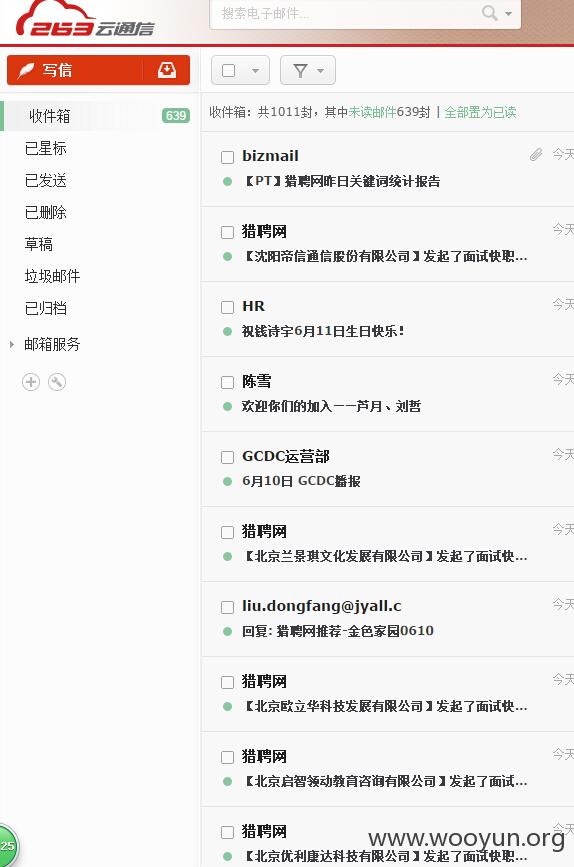 263云通信
搜索电子邮件...
写信
收件箱 639
已星标
已发送
已删除
草稿
垃圾邮件
已归档
邮箱服务
收件箱：共1011封，其中未读邮件639封 | 全部置为已读
bizmail 今天
【PT】猎聘网昨日关键词统计报告
猎聘网 今天
【沈阳帝信通信股份有限公司】发起了面试快职...
HR 今天
祝钱诗宇6月11日生日快乐！
陈雪 今天
欢迎你们的加入——芦月、刘哲
GCDC运营部 今天
6月10日 GCDC播报
猎聘网 今天
【北京兰景琪文化发展有限公司】发起了面试快...
liu.dongfang@jyall.c 今天
回复: 猎聘网推荐-金色家园0610
猎聘网 今天
【北京欧立华科技发展有限公司】发起了面试快...
猎聘网 今天
【北京启智领动教育咨询有限公司】发起了面试...
猎聘网
【北京优利康达科技有限公司】发起了面试快...
25
www.wooyun.org